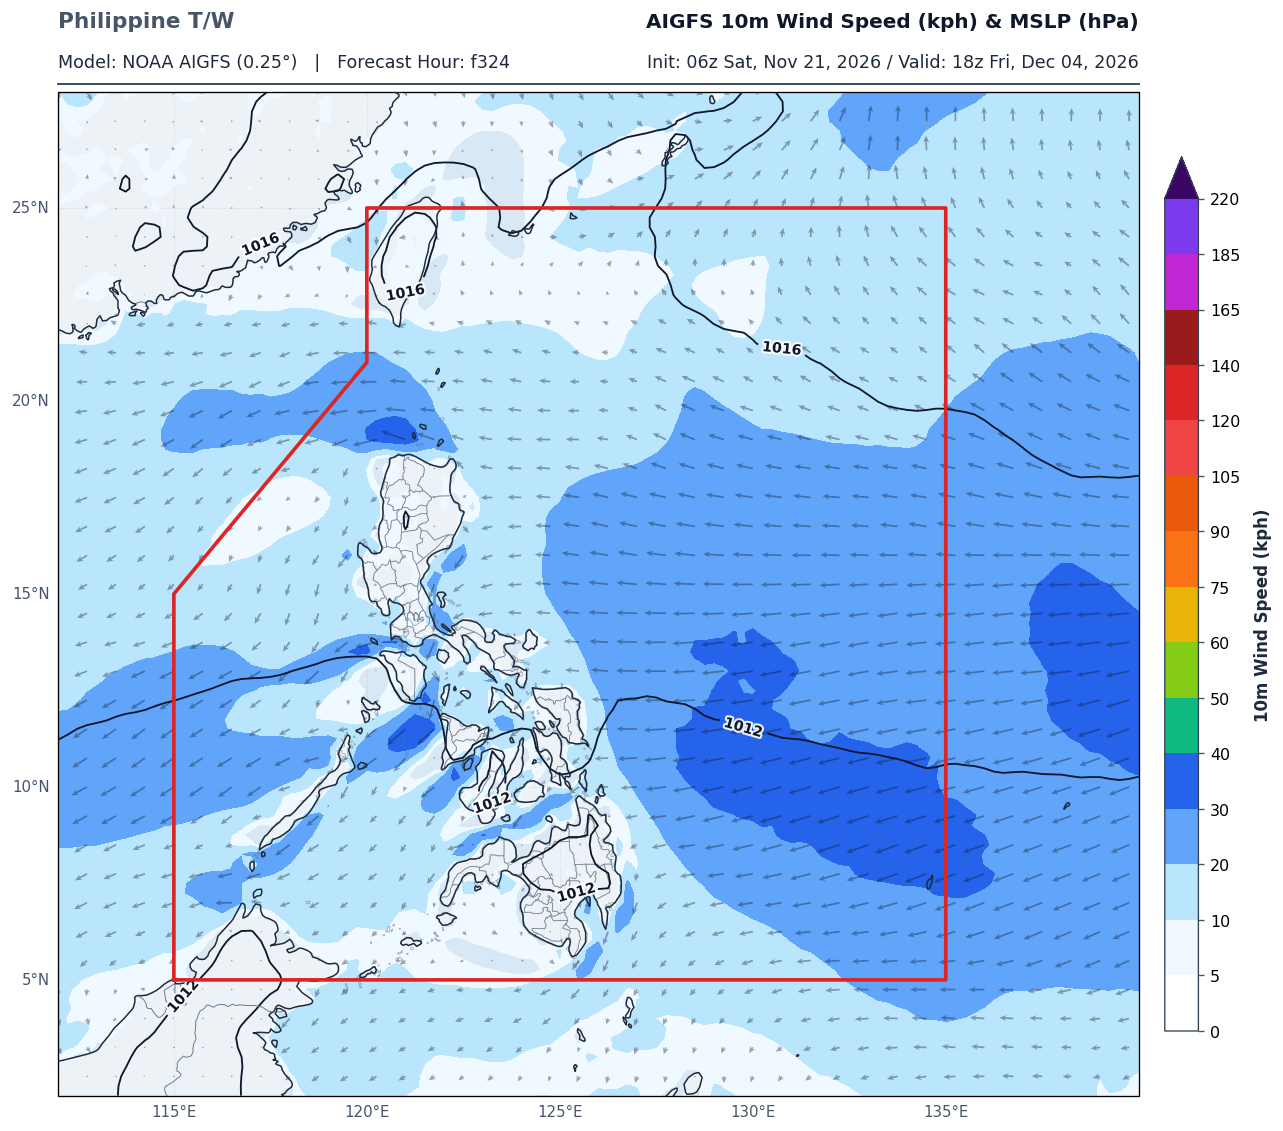 Philippine T/W
AIGFS 10m Wind Speed (kph) & MSLP (hPa)
Model: NOAA AIGFS (0.25°)   |   Forecast Hour: f324
Init: 06z Sat, Nov 21, 2026 / Valid: 18z Fri, Dec 04, 2026
25°N
20°N
15°N
10°N
5°N
1016
1016
1016
1012
1012
1012
1012
115°E
120°E
125°E
130°E
135°E
220
185
165
140
120
105
90
75
60
50
40
30
20
10
5
0
10m Wind Speed (kph)